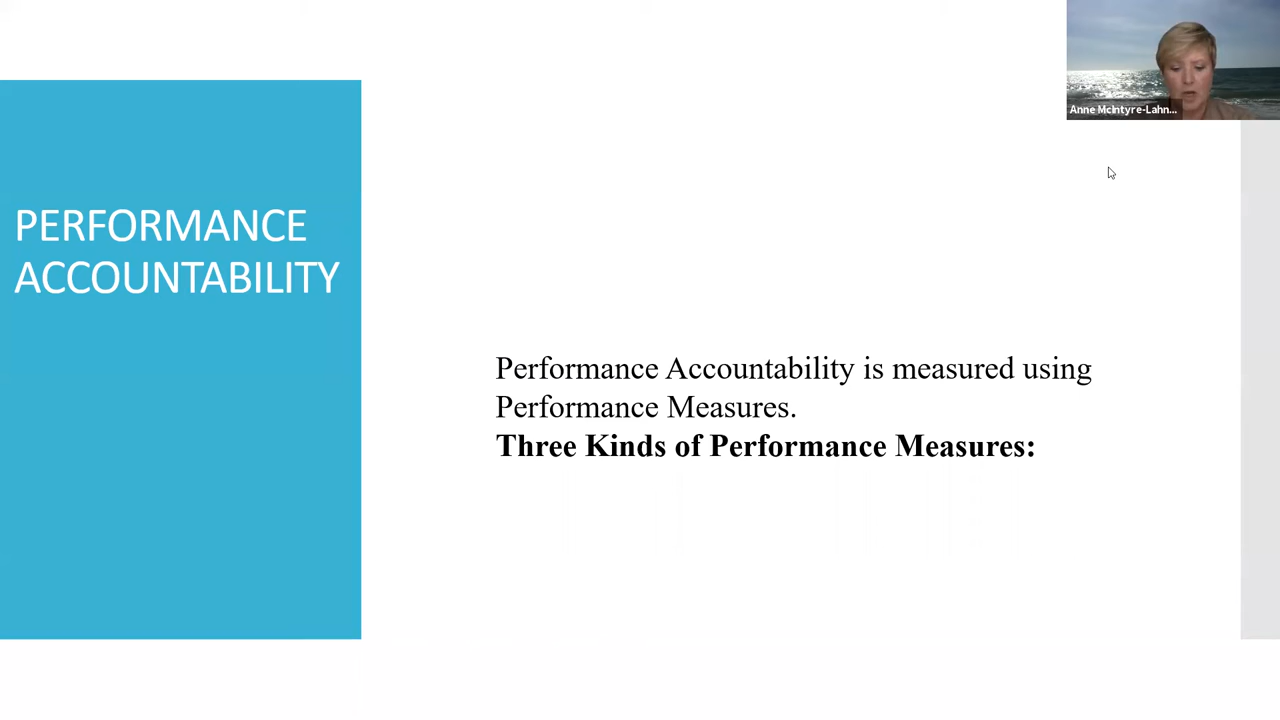 PERFORMANCE
ACCOUNTABILITY
Performance Accountability is measured using
Performance Measures.
Three Kinds of Performance Measures:
Anne McIntyre-Lahn...